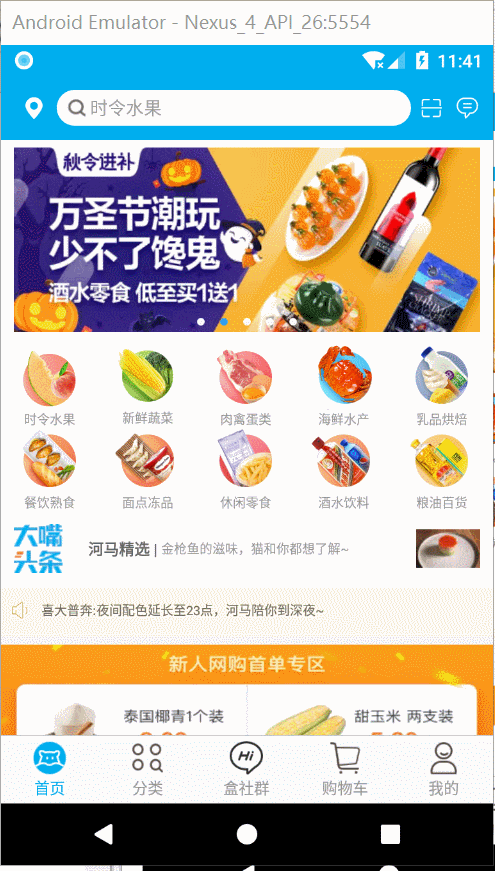 Android Emulator - Nexus_4_API_26:5554
11:41
时令水果
秋令进补
万圣节潮玩
少不了馋鬼
酒水零食 低至买1送1
时令水果 新鲜蔬菜 肉禽蛋类 海鲜水产 乳品烘焙
餐饮熟食 面点冻品 休闲零食 酒水饮料 粮油百货
大嘴
头条
河马精选 | 金枪鱼的滋味，猫和你都想了解~
喜大普奔:夜间配色延长至23点，河马陪你到深夜~
新人网购首单专区
泰国椰青1个装 甜玉米 两支装
Hi
首页 分类 盒社群 购物车 我的